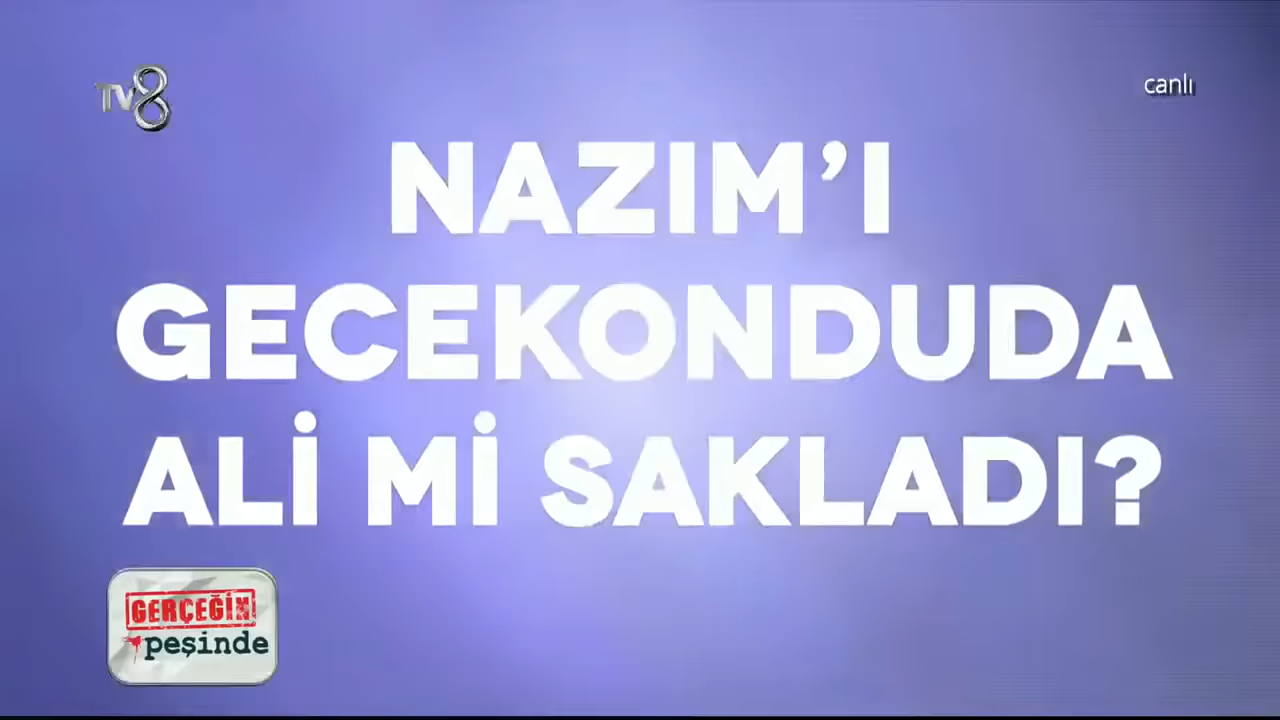 TV8
canlı
NAZIM'I
GECEKONDUDA
ALİ Mİ SAKLADI?
GERÇEĞİN
peşinde